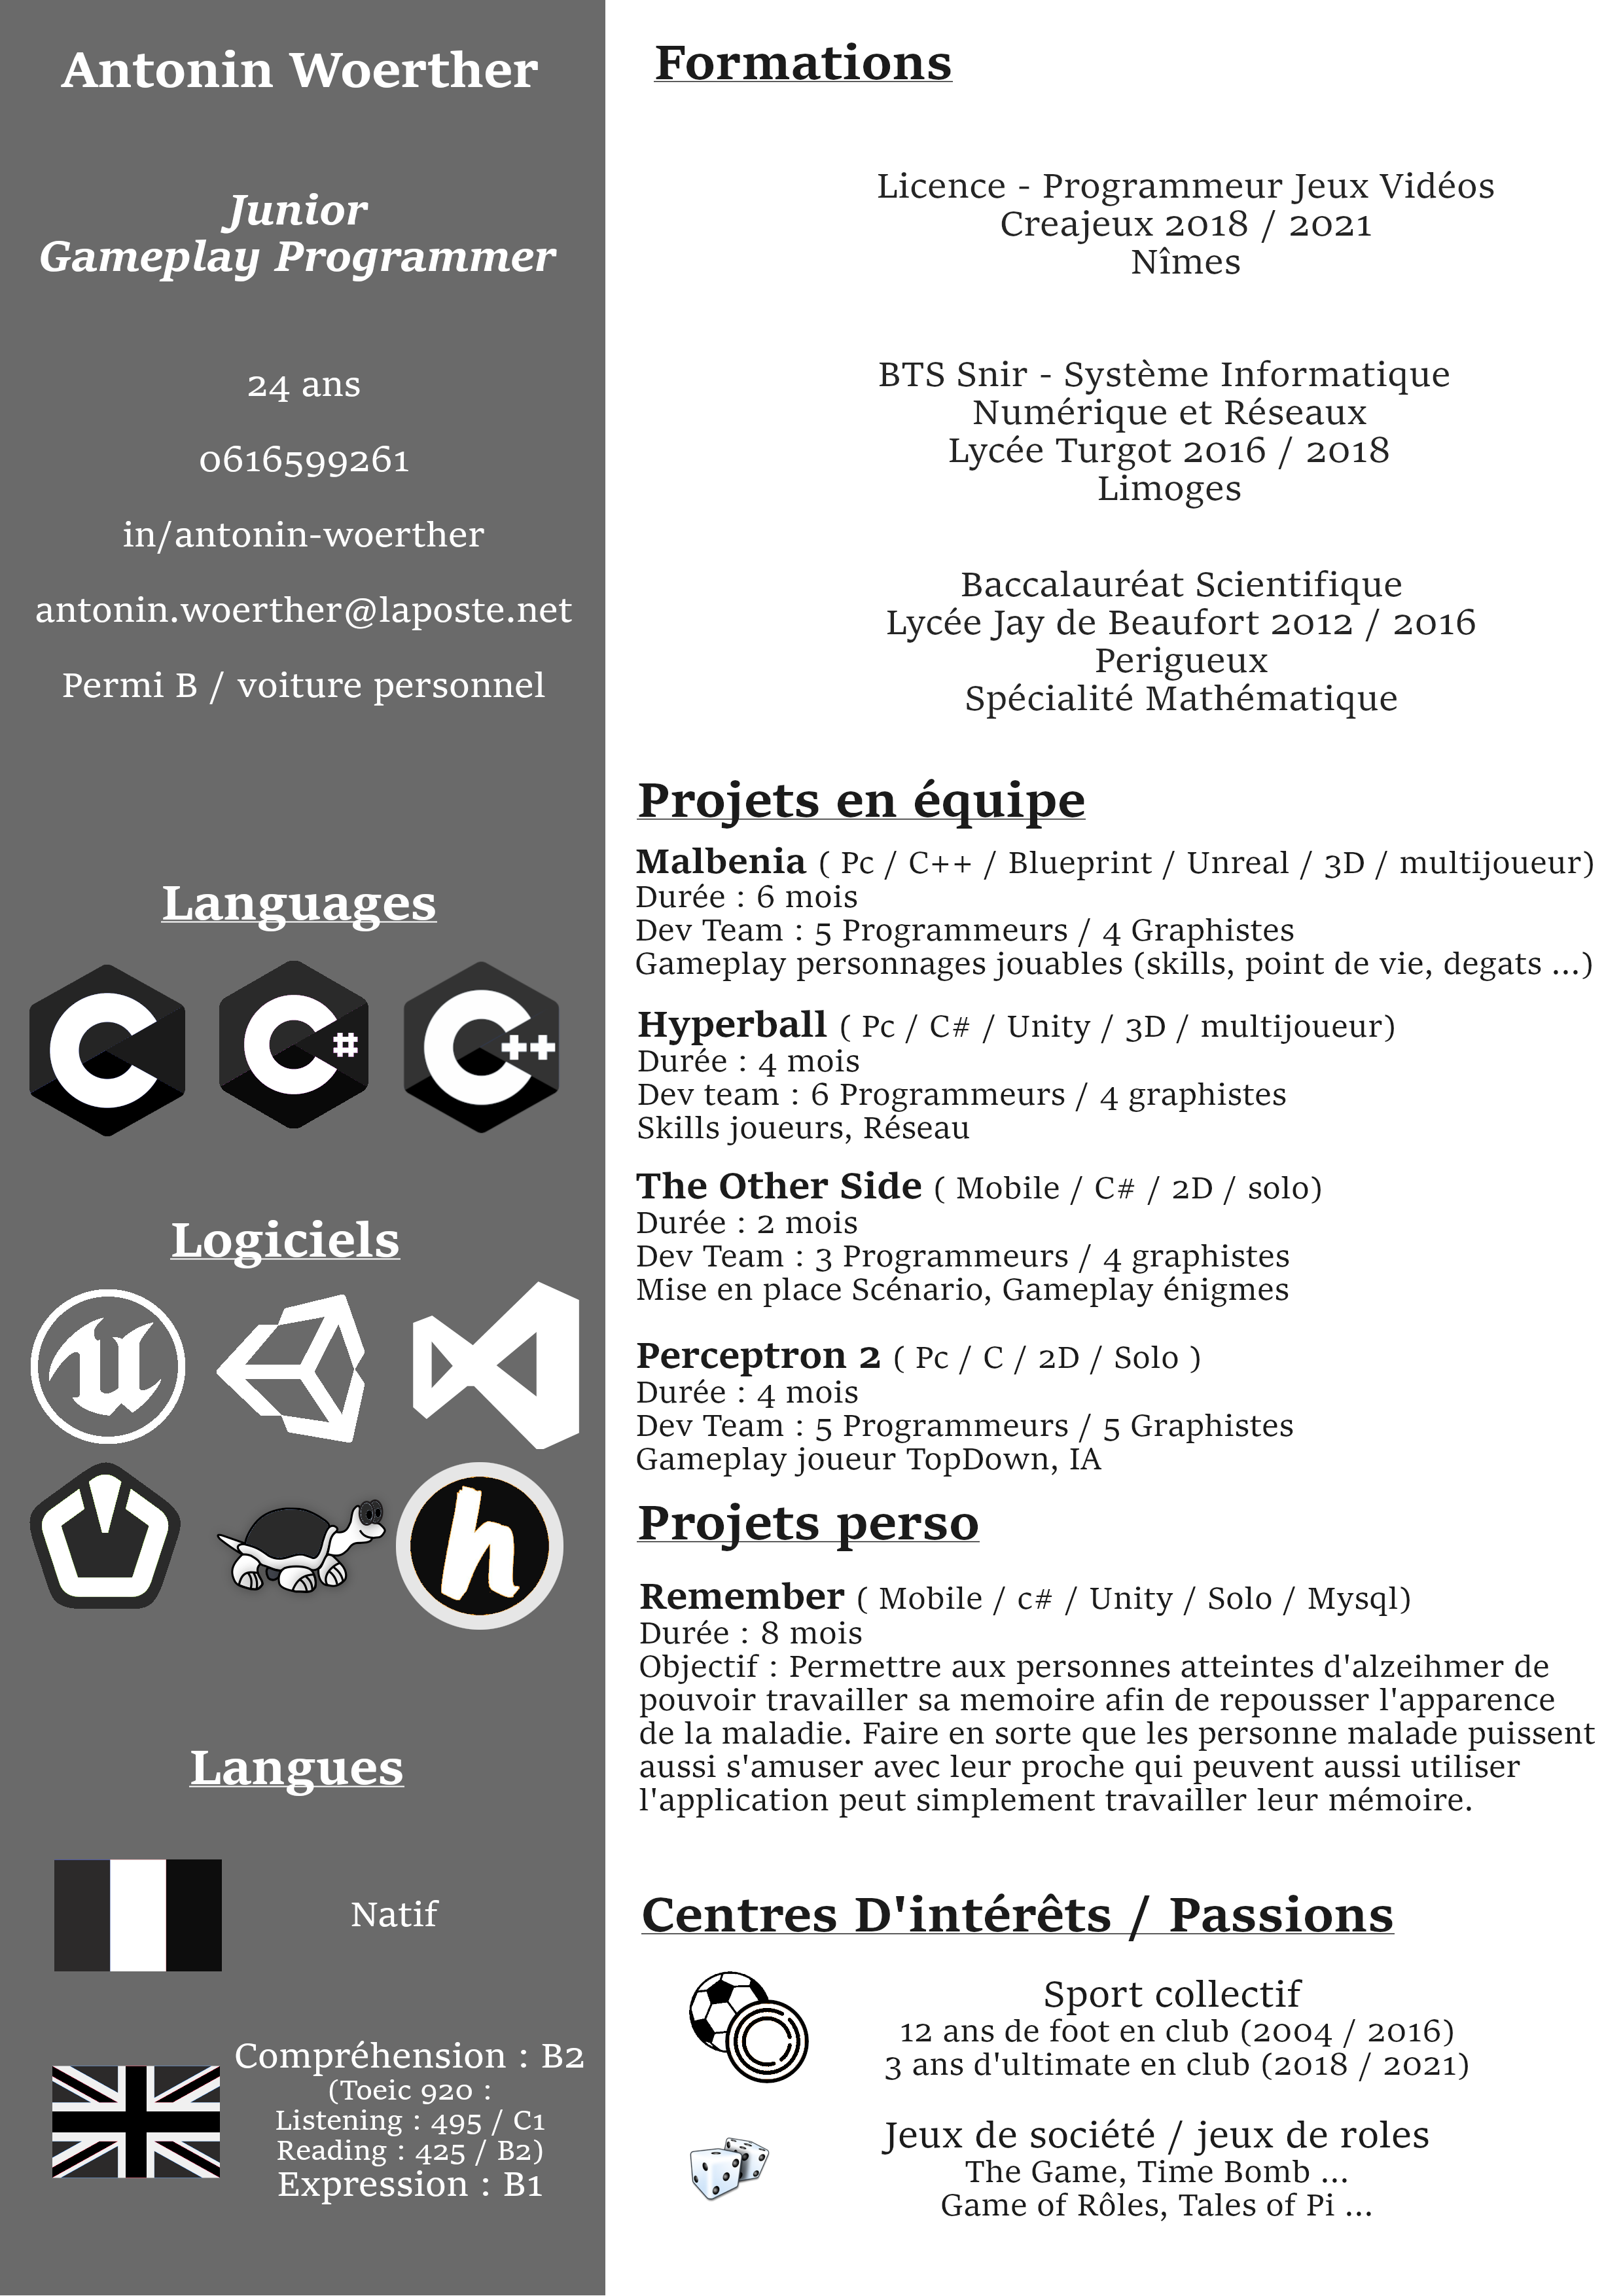 Antonin Woerther
Junior
Gameplay Programmer
24 ans
0616599261
in/antonin-woerther
antonin.woerther@laposte.net
Permi B / voiture personnel
Languages
C
C#
C++
Logiciels
h
Langues
Natif
Compréhension : B2
(Toeic 920 :
Listening : 495 / C1
Reading : 425 / B2)
Expression : B1
Formations
Licence - Programmeur Jeux Vidéos
Creajeux 2018 / 2021
Nîmes
BTS Snir - Système Informatique
Numérique et Réseaux
Lycée Turgot 2016 / 2018
Limoges
Baccalauréat Scientifique
Lycée Jay de Beaufort 2012 / 2016
Perigueux
Spécialité Mathématique
Projets en équipe
Malbenia ( Pc / C++ / Blueprint / Unreal / 3D / multijoueur)
Durée : 6 mois
Dev Team : 5 Programmeurs / 4 Graphistes
Gameplay personnages jouables (skills, point de vie, degats ...)
Hyperball ( Pc / C# / Unity / 3D / multijoueur)
Durée : 4 mois
Dev team : 6 Programmeurs / 4 graphistes
Skills joueurs, Réseau
The Other Side ( Mobile / C# / 2D / solo)
Durée : 2 mois
Dev Team : 3 Programmeurs / 4 graphistes
Mise en place Scénario, Gameplay énigmes
Perceptron 2 ( Pc / C / 2D / Solo )
Durée : 4 mois
Dev Team : 5 Programmeurs / 5 Graphistes
Gameplay joueur TopDown, IA
Projets perso
Remember ( Mobile / c# / Unity / Solo / Mysql)
Durée : 8 mois
Objectif : Permettre aux personnes atteintes d'alzeihmer de
pouvoir travailler sa memoire afin de repousser l'apparence
de la maladie. Faire en sorte que les personne malade puissent
aussi s'amuser avec leur proche qui peuvent aussi utiliser
l'application peut simplement travailler leur mémoire.
Centres D'intérêts / Passions
Sport collectif
12 ans de foot en club (2004 / 2016)
3 ans d'ultimate en club (2018 / 2021)
Jeux de société / jeux de roles
The Game, Time Bomb ...
Game of Rôles, Tales of Pi ...